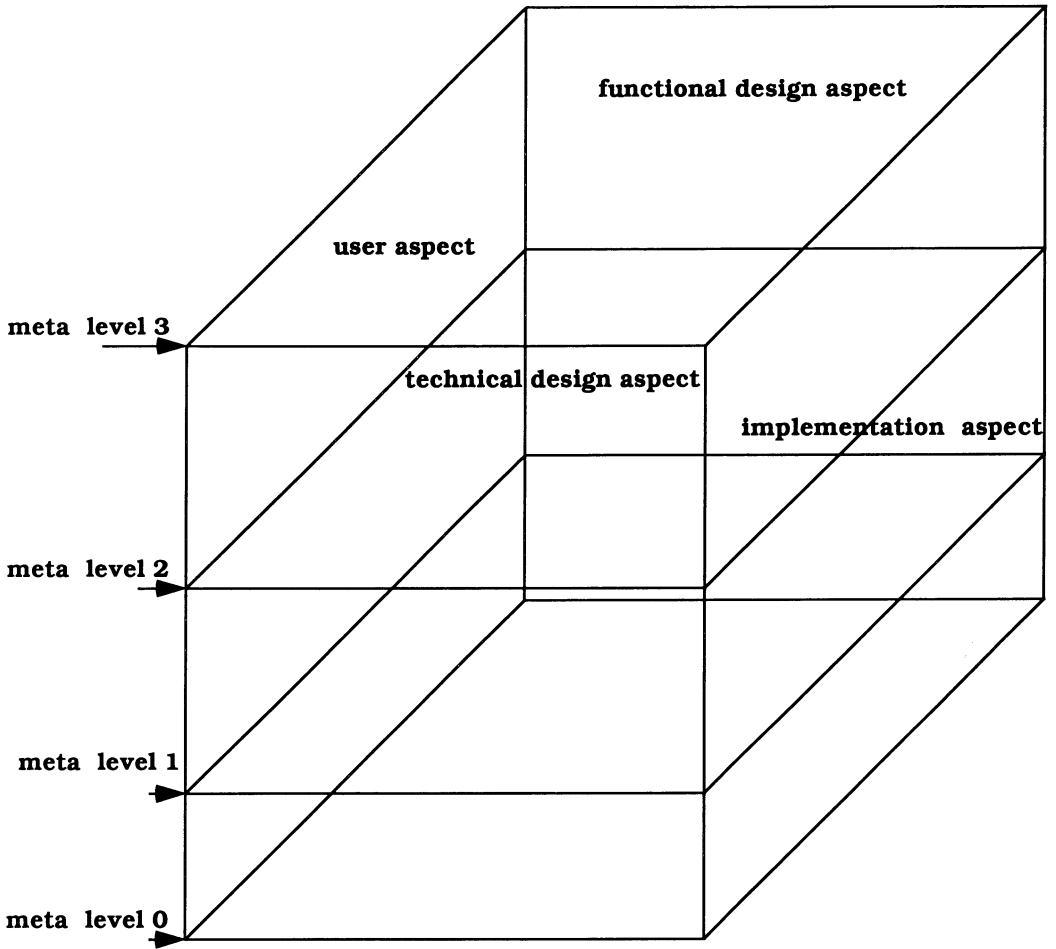 functional design aspect
user aspect
meta level 3
technical design aspect
implementation aspect
meta level 2
meta level 1
meta level 0